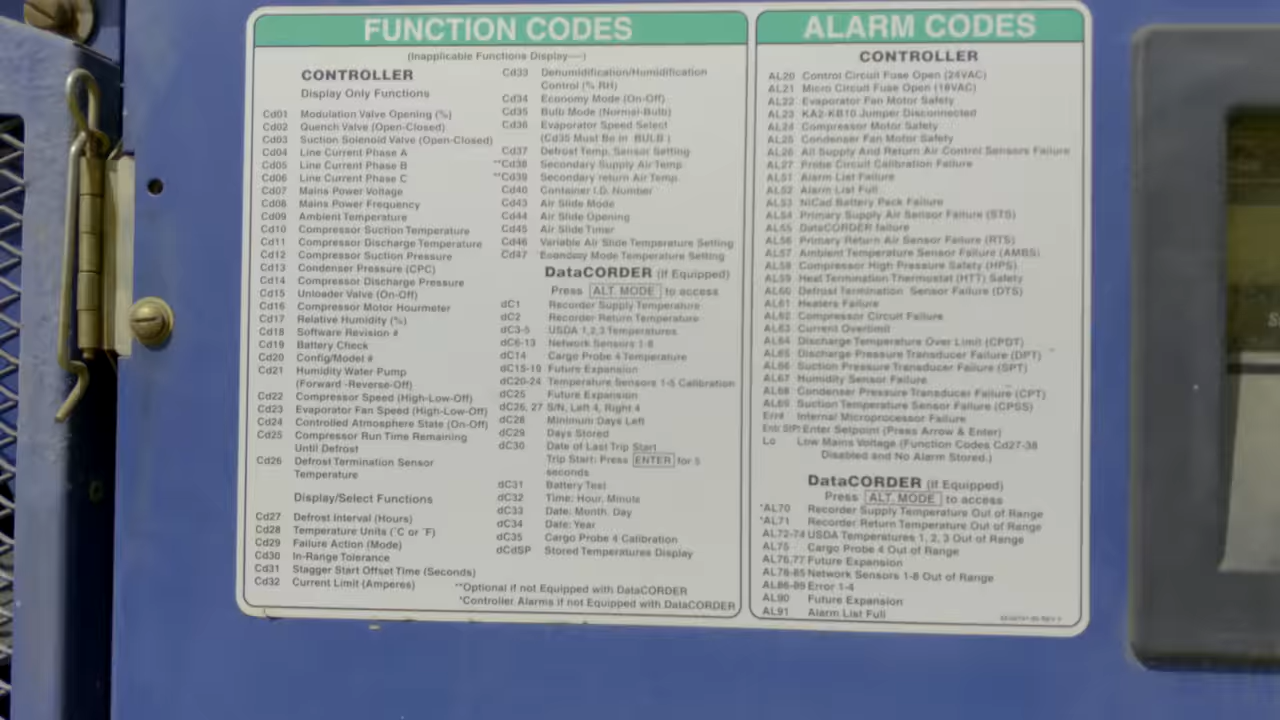 FUNCTION CODES
(Inapplicable Functions Display-----)
CONTROLLER
Display Only Functions
Cd01 Modulation Valve Opening (%)
Cd02 Quench Valve (Open-Closed)
Cd03 Suction Solenoid Valve (Open-Closed)
Cd04 Line Current Phase A
Cd05 Line Current Phase B
Cd06 Line Current Phase C
Cd07 Mains Power Voltage
Cd08 Mains Power Frequency
Cd09 Ambient Temperature
Cd10 Compressor Suction Temperature
Cd11 Compressor Discharge Temperature
Cd12 Compressor Suction Pressure
Cd13 Condenser Pressure (CPC)
Cd14 Compressor Discharge Pressure
Cd15 Unloader Valve (On-Off)
Cd16 Compressor Motor Hourmeter
Cd17 Relative Humidity (%)
Cd18 Software Revision #
Cd19 Battery Check
Cd20 Config/Model #
Cd21 Humidity Water Pump
(Forward -Reverse-Off)
Cd22 Compressor Speed (High-Low-Off)
Cd23 Evaporator Fan Speed (High-Low-Off)
Cd24 Controlled Atmosphere State (On-Off)
Cd25 Compressor Run Time Remaining
Until Defrost
Cd26 Defrost Termination Sensor
Temperature
Display/Select Functions
Cd27 Defrost Interval (Hours)
Cd28 Temperature Units (°C or °F)
Cd29 Failure Action (Mode)
Cd30 In-Range Tolerance
Cd31 Stagger Start Offset Time (Seconds)
Cd32 Current Limit (Amperes)
Cd33 Dehumidification/Humidification
Control (% RH)
Cd34 Economy Mode (On-Off)
Cd35 Bulb Mode (Normal-Bulb)
Cd36 Evaporator Speed Select
(Cd35 Must Be in BULB )
Cd37 Defrost Temp. Sensor Setting
**Cd38 Secondary Supply Air Temp
**Cd39 Secondary return Air Temp.
Cd40 Container I.D. Number
Cd43 Air Slide Mode
Cd44 Air Slide Opening
Cd45 Air Slide Timer
Cd46 Variable Air Slide Temperature Setting
Cd47 Economy Mode Temperature Setting
DataCORDER (If Equipped)
Press ALT. MODE to access
dC1 Recorder Supply Temperature
dC2 Recorder Return Temperature
dC3-5 USDA 1,2,3 Temperatures
dC6-13 Network Sensors 1-8
dC14 Cargo Probe 4 Temperature
dC15-19 Future Expansion
dC20-24 Temperature Sensors 1-5 Calibration
dC25 Future Expansion
dC26, 27 S/N, Left 4, Right 4
dC28 Minimum Days Left
dC29 Days Stored
dC30 Date of Last Trip Start
Trip Start: Press ENTER for 5
seconds
dC31 Battery Test
dC32 Time: Hour, Minute
dC33 Date: Month, Day
dC34 Date: Year
dC35 Cargo Probe 4 Calibration
dCdSP Stored Temperatures Display
**Optional if not Equipped with DataCORDER
*Controller Alarms if not Equipped with DataCORDER
ALARM CODES
CONTROLLER
AL20 Control Circuit Fuse Open (24VAC)
AL21 Micro Circuit Fuse Open (18VAC)
AL22 Evaporator Fan Motor Safety
AL23 KA2-KB10 Jumper Disconnected
AL24 Compressor Motor Safety
AL25 Condenser Fan Motor Safety
AL26 All Supply And Return Air Control Sensors Failure
AL27 Probe Circuit Calibration Failure
AL51 Alarm List Failure
AL52 Alarm List Full
AL53 NiCad Battery Pack Failure
AL54 Primary Supply Air Sensor Failure (STS)
AL55 DataCORDER failure
AL56 Primary Return Air Sensor Failure (RTS)
AL57 Ambient Temperature Sensor Failure (AMBS)
AL58 Compressor High Pressure Safety (HPS)
AL59 Heat Termination Thermostat (HTT) Safety
AL60 Defrost Termination Sensor Failure (DTS)
AL61 Heaters Failure
AL62 Compressor Circuit Failure
AL63 Current Overlimit
AL64 Discharge Temperature Over Limit (CPDT)
AL65 Discharge Pressure Transducer Failure (DPT)
AL66 Suction Pressure Transducer Failure (SPT)
AL67 Humidity Sensor Failure
AL68 Condenser Pressure Transducer Failure (CPT)
AL69 Suction Temperature Sensor Failure (CPSS)
Err# Internal Microprocessor Failure
Entr StPt Enter Setpoint (Press Arrow & Enter)
Lo Low Mains Voltage (Function Codes Cd27-38
Disabled and No Alarm Stored.)
DataCORDER (If Equipped)
Press ALT. MODE to access
*AL70 Recorder Supply Temperature Out of Range
*AL71 Recorder Return Temperature Out of Range
AL72-74 USDA Temperatures 1, 2, 3 Out of Range
AL75 Cargo Probe 4 Out of Range
AL76,77 Future Expansion
AL78-85 Network Sensors 1-8 Out of Range
AL86-89 Error 1-4
AL90 Future Expansion
AL91 Alarm List Full